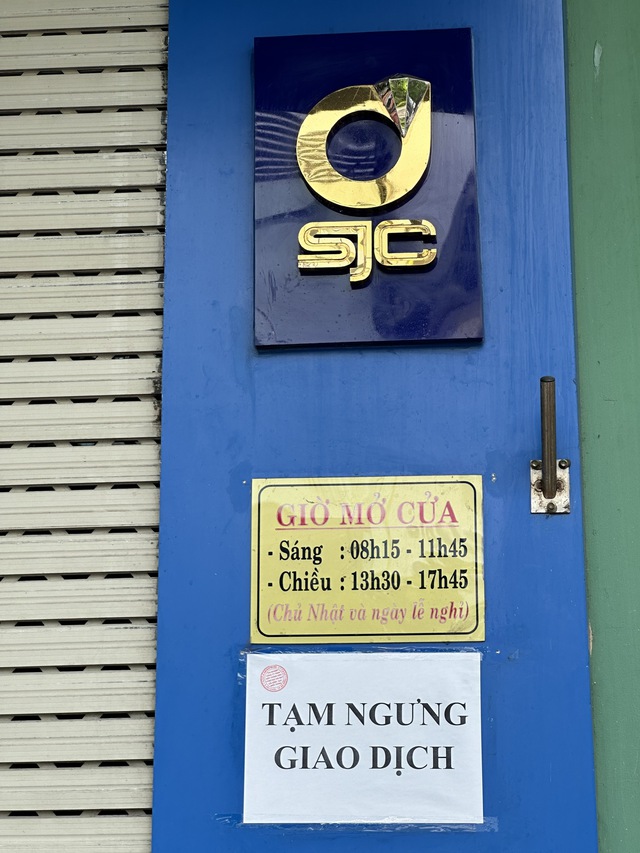 SJC
GIỜ MỞ CỬA
- Sáng : 08h15 - 11h45
- Chiều : 13h30 - 17h45
(Chủ Nhật và ngày lễ nghỉ)
TẠM NGƯNG
GIAO DỊCH